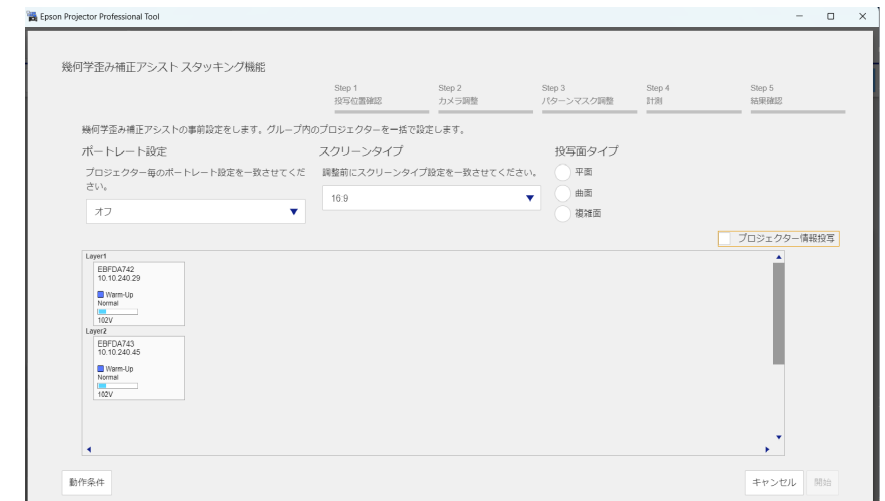 Epson Projector Professional Tool
幾何学歪み補正アシスト スタッキング機能
Step 1
投写位置確認
Step 2
カメラ調整
Step 3
パターンマスク調整
Step 4
計測
Step 5
結果確認
幾何学歪み補正アシストの事前設定をします。グループ内のプロジェクターを一括で設定します。
ポートレート設定
プロジェクター毎のポートレート設定を一致させてくだ
さい。
オフ
スクリーンタイプ
調整前にスクリーンタイプ設定を一致させてください。
16:9
投写面タイプ
平面
曲面
複雑面
プロジェクター情報投写
Layer1
EBFDA742
10.10.240.29
Warm-Up
Normal
102V
Layer2
EBFDA743
10.10.240.45
Warm-Up
Normal
102V
動作条件
キャンセル
開始